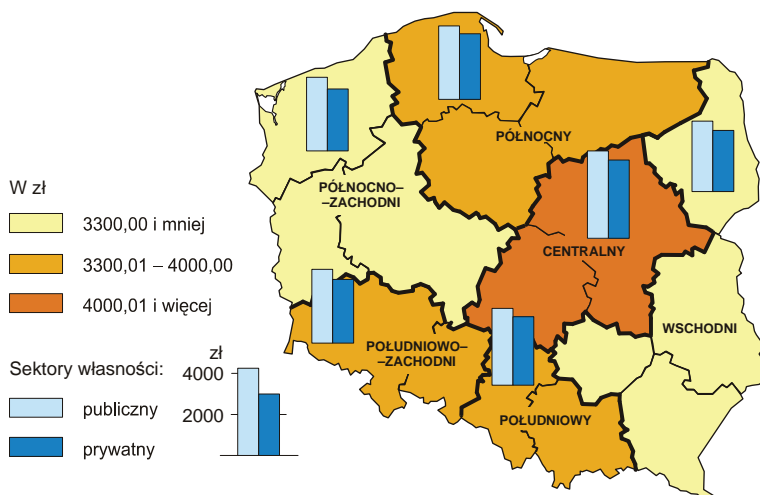 W zł
3300,00 i mniej
3300,01 – 4000,00
4000,01 i więcej
Sektory własności:
publiczny
prywatny
zł
4000
2000
PÓŁNOCNY
PÓŁNOCNO–
–ZACHODNI
CENTRALNY
WSCHODNI
POŁUDNIOWO–
–ZACHODNI
POŁUDNIOWY